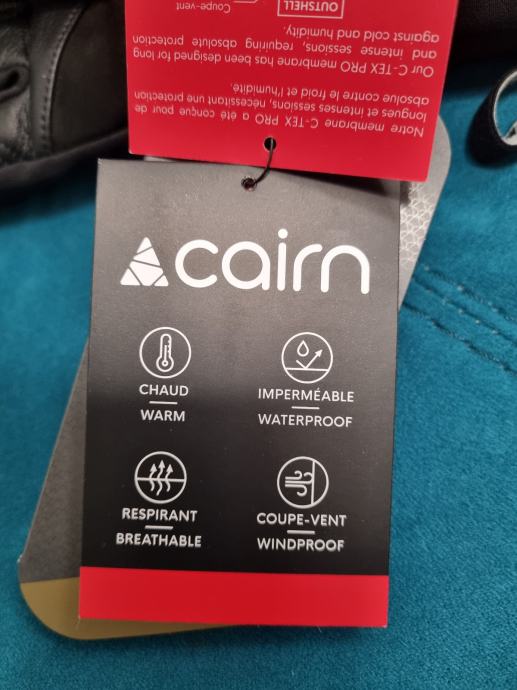 Notre membrane C-TEX PRO a été conçue pour de
longues et intenses sessions, nécessitant une protection
absolue contre le froid et l'humidité.
Our C-TEX PRO membrane has been designed for long
and intense sessions, requiring absolute protection
against cold and humidity.
Coupe-vent
OUTSHELL
cairn
CHAUD
WARM
IMPERMÉABLE
WATERPROOF
RESPIRANT
BREATHABLE
COUPE-VENT
WINDPROOF